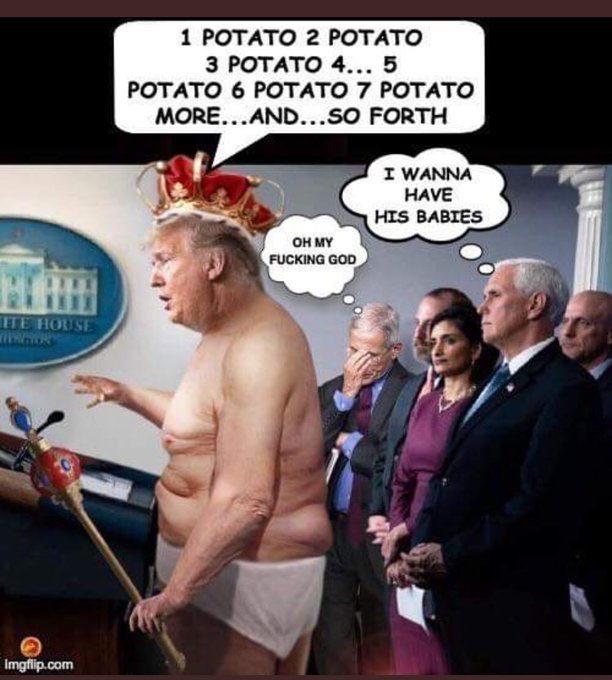 1 POTATO 2 POTATO
3 POTATO 4... 5
POTATO 6 POTATO 7 POTATO
MORE...AND...SO FORTH
I WANNA
HAVE
HIS BABIES
OH MY
FUCKING GOD
ITE HOUSE
imgflip.com